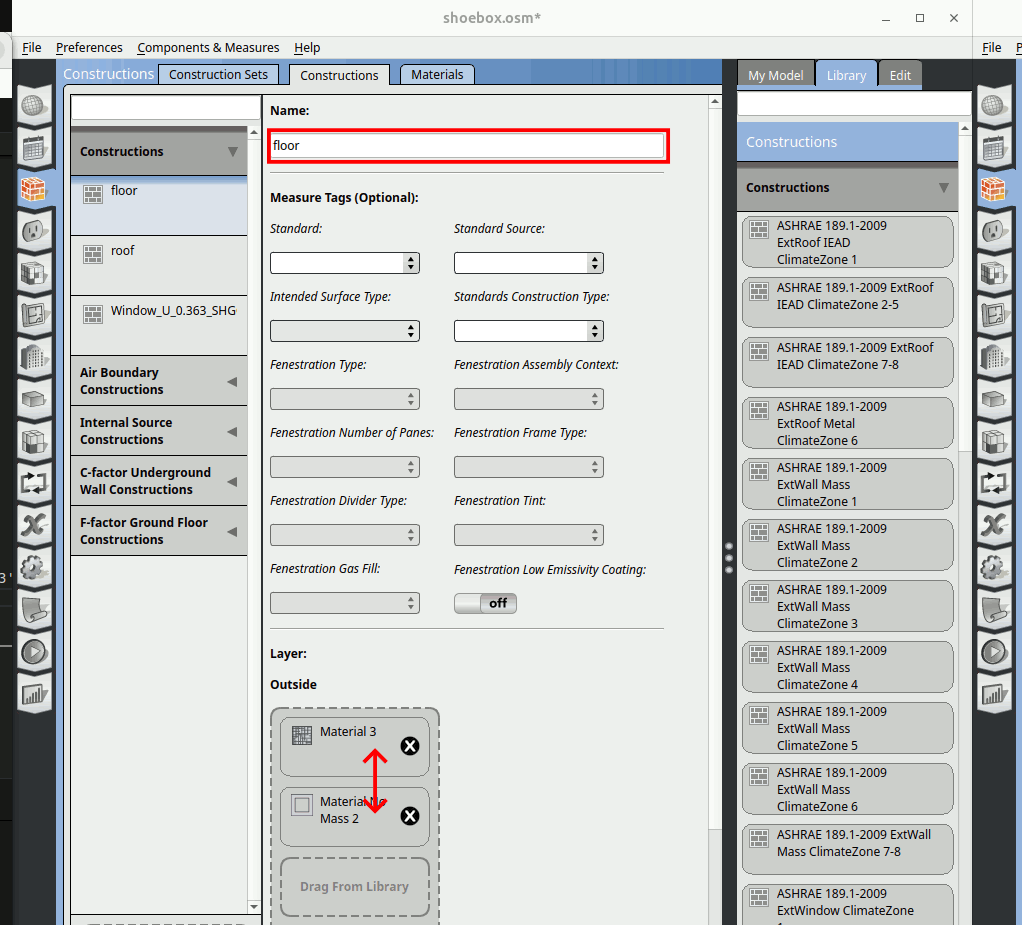 shoebox.osm*
File Preferences Components & Measures Help
File P
Constructions Construction Sets Constructions Materials
My Model Library Edit
Constructions
floor
roof
Window_U_0.363_SHG
Air Boundary
Constructions
Internal Source
Constructions
C-factor Underground
Wall Constructions
F-factor Ground Floor
Constructions
Name:
floor
Measure Tags (Optional):
Standard: Standard Source:
Intended Surface Type: Standards Construction Type:
Fenestration Type: Fenestration Assembly Context:
Fenestration Number of Panes: Fenestration Frame Type:
Fenestration Divider Type: Fenestration Tint:
Fenestration Gas Fill: Fenestration Low Emissivity Coating:
off
Layer:
Outside
Material 3
Material No
Mass 2
Drag From Library
Constructions
Constructions
ASHRAE 189.1-2009
ExtRoof IEAD
ClimateZone 1
ASHRAE 189.1-2009 ExtRoof
IEAD ClimateZone 2-5
ASHRAE 189.1-2009 ExtRoof
IEAD ClimateZone 7-8
ASHRAE 189.1-2009
ExtRoof Metal
ClimateZone 6
ASHRAE 189.1-2009
ExtWall Mass
ClimateZone 1
ASHRAE 189.1-2009
ExtWall Mass
ClimateZone 2
ASHRAE 189.1-2009
ExtWall Mass
ClimateZone 3
ASHRAE 189.1-2009
ExtWall Mass
ClimateZone 4
ASHRAE 189.1-2009
ExtWall Mass
ClimateZone 5
ASHRAE 189.1-2009
ExtWall Mass
ClimateZone 6
ASHRAE 189.1-2009 ExtWall
Mass ClimateZone 7-8
ASHRAE 189.1-2009
ExtWindow ClimateZone
3'